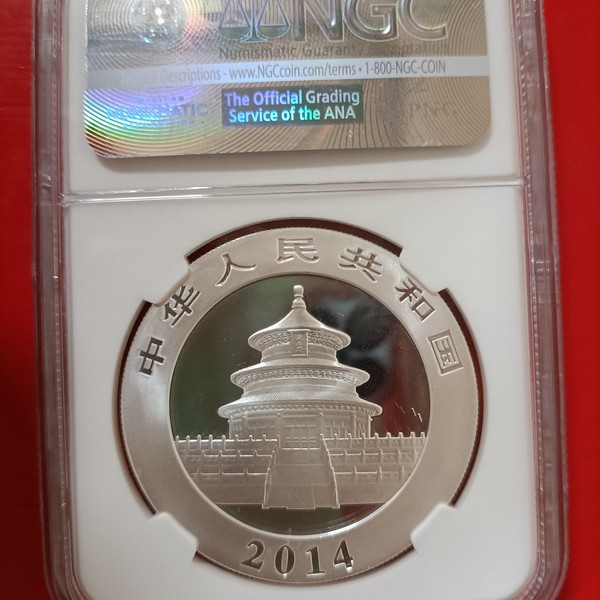 NGC
Numismatic Guaranty Corporation
Descriptions • www.NGCcoin.com/terms • 1-800-NGC-COIN
The Official Grading
Service of the ANA
PNG
中华人民共和国
2014